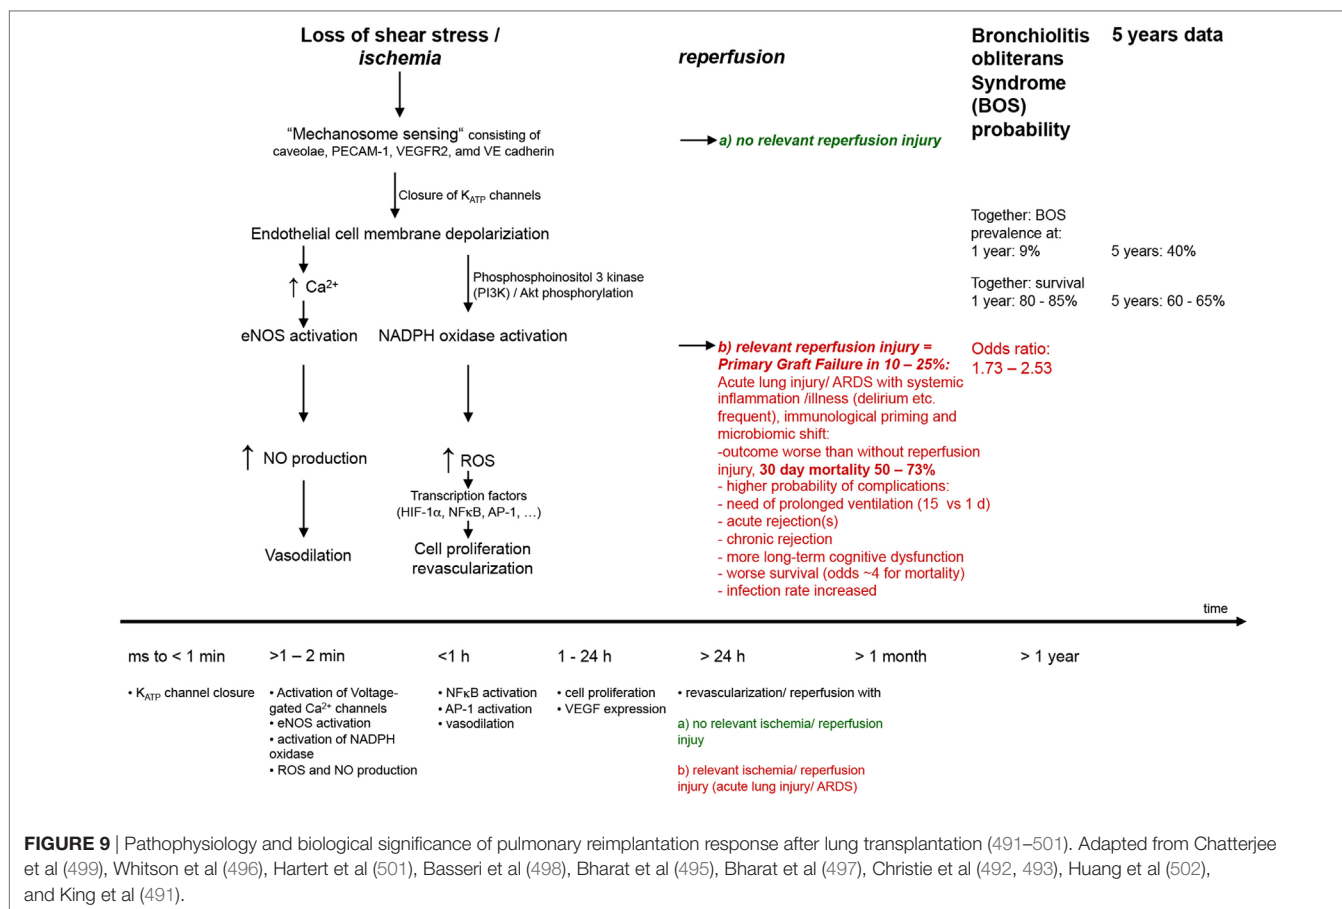 Loss of shear stress /
ischemia
reperfusion
Bronchiolitis
obliterans
Syndrome
(BOS)
probability
5 years data
“Mechanosome sensing“ consisting of
caveolae, PECAM-1, VEGFR2, amd VE cadherin
a) no relevant reperfusion injury
Closure of K_ATP channels
Endothelial cell membrane depolariziation
↑ Ca²⁺
Phosphosphoinositol 3 kinase
(PI3K) / Akt phosphorylation
eNOS activation
NADPH oxidase activation
↑ NO production
↑ ROS
Transcription factors
(HIF-1α, NFκB, AP-1, …)
Vasodilation
Cell proliferation
revascularization
Together: BOS
prevalence at:
1 year: 9%
5 years: 40%
Together: survival
1 year: 80 - 85%
5 years: 60 - 65%
b) relevant reperfusion injury =
Primary Graft Failure in 10 – 25%:
Acute lung injury/ ARDS with systemic
inflammation /illness (delirium etc.
frequent), immunological priming and
microbiomic shift:
-outcome worse than without reperfusion
injury, 30 day mortality 50 – 73%
- higher probability of complications:
- need of prolonged ventilation (15 vs 1 d)
- acute rejection(s)
- chronic rejection
- more long-term cognitive dysfunction
- worse survival (odds ~4 for mortality)
- infection rate increased
Odds ratio:
1.73 – 2.53
time
ms to < 1 min
>1 – 2 min
<1 h
1 - 24 h
> 24 h
> 1 month
> 1 year
• K_ATP channel closure
• Activation of Voltage-
gated Ca²⁺ channels
• eNOS activation
• activation of NADPH
oxidase
• ROS and NO production
• NFκB activation
• AP-1 activation
• vasodilation
• cell proliferation
• VEGF expression
• revascularization/ reperfusion with
a) no relevant ischemia/ reperfusion
injuy
b) relevant ischemia/ reperfusion
injury (acute lung injury/ ARDS)
FIGURE 9 | Pathophysiology and biological significance of pulmonary reimplantation response after lung transplantation (491–501). Adapted from Chatterjee
et al (499), Whitson et al (496), Hartert et al (501), Basseri et al (498), Bharat et al (495), Bharat et al (497), Christie et al (492, 493), Huang et al (502),
and King et al (491).